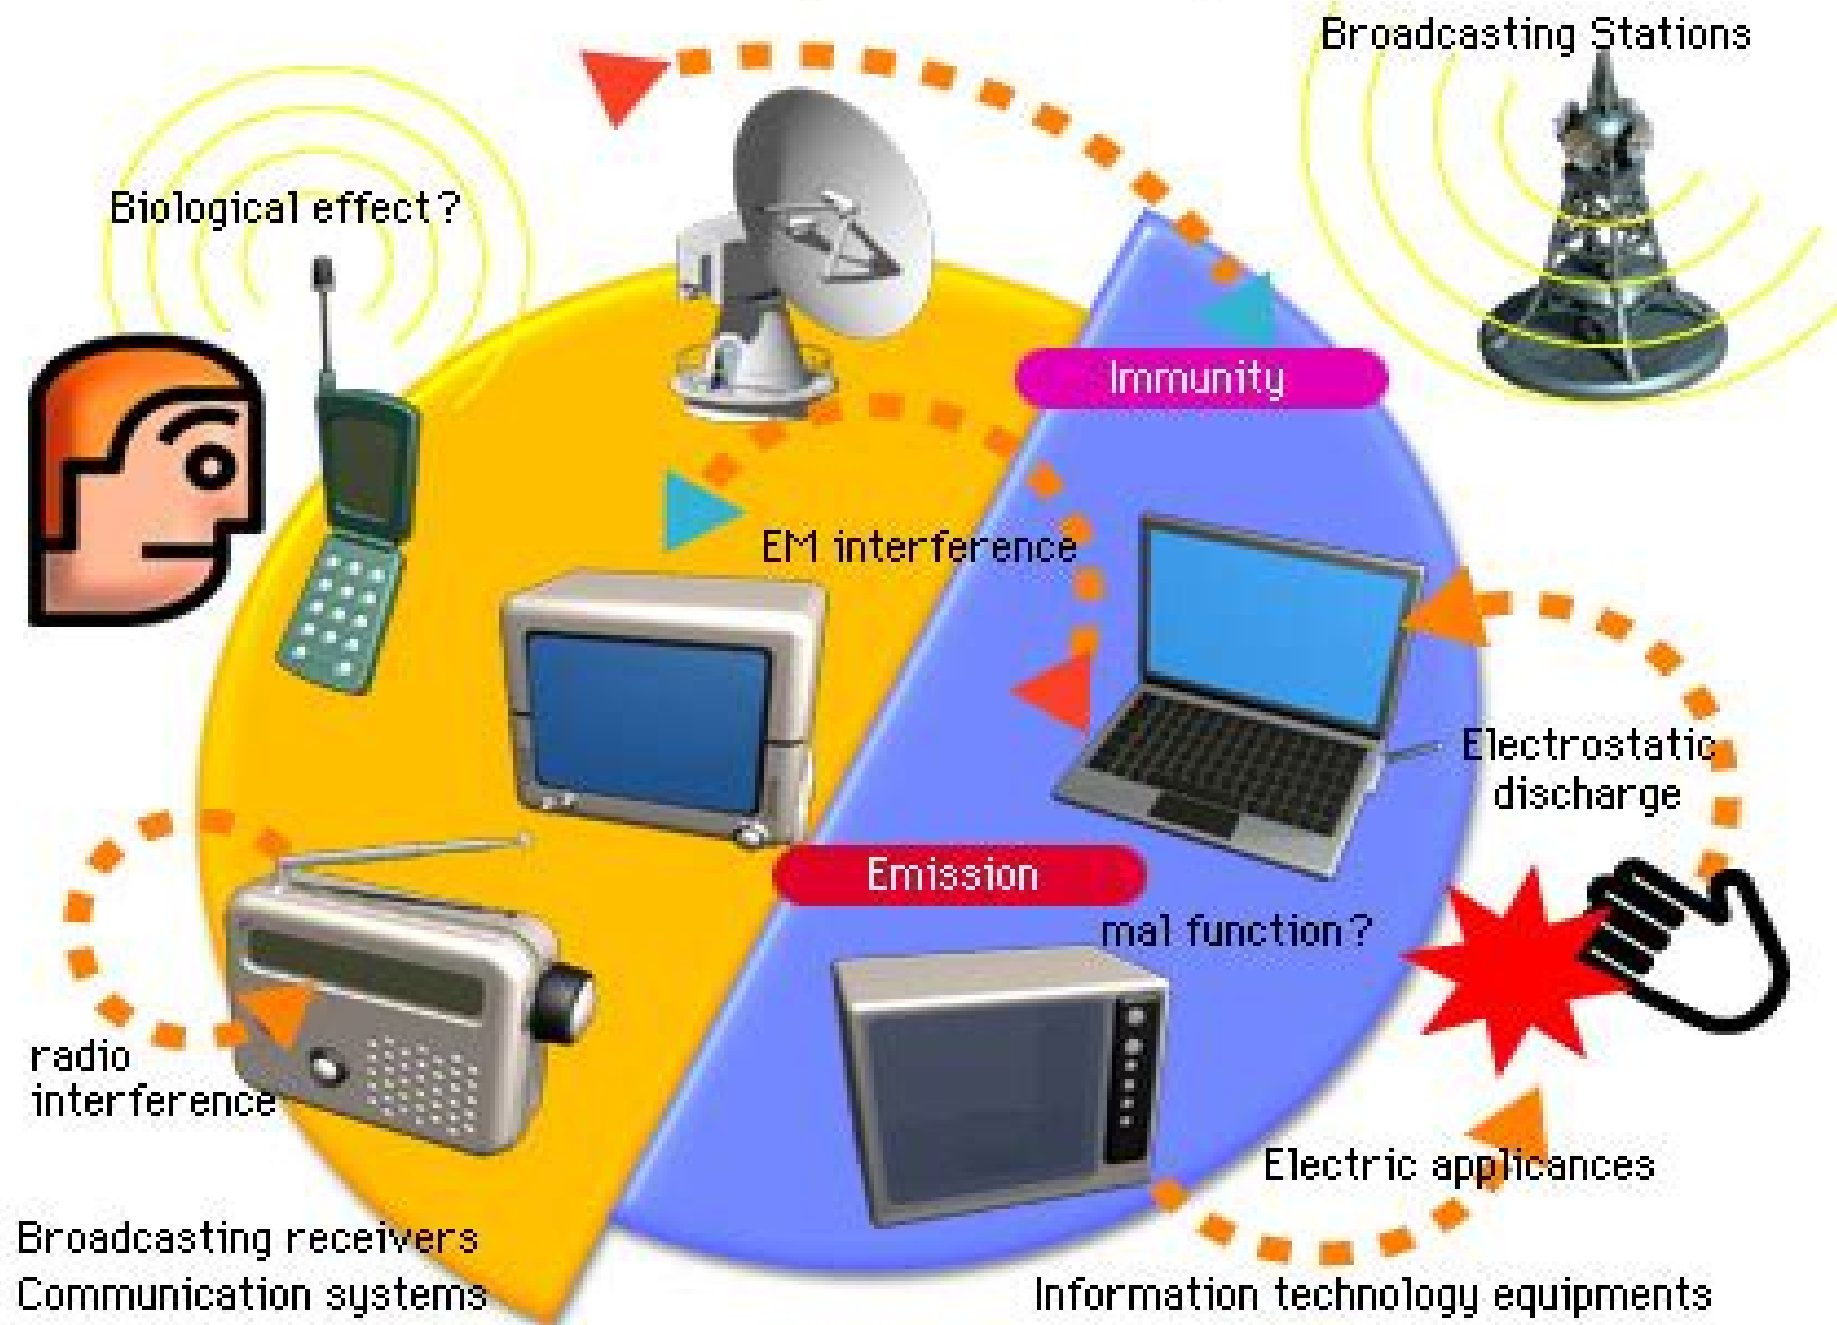 Broadcasting Stations
Biological effect?
Immunity
EM interference
Electrostatic
discharge
Emission
mal function?
radio
interference
Electric applicances
Broadcasting receivers
Communication systems
Information technology equipments